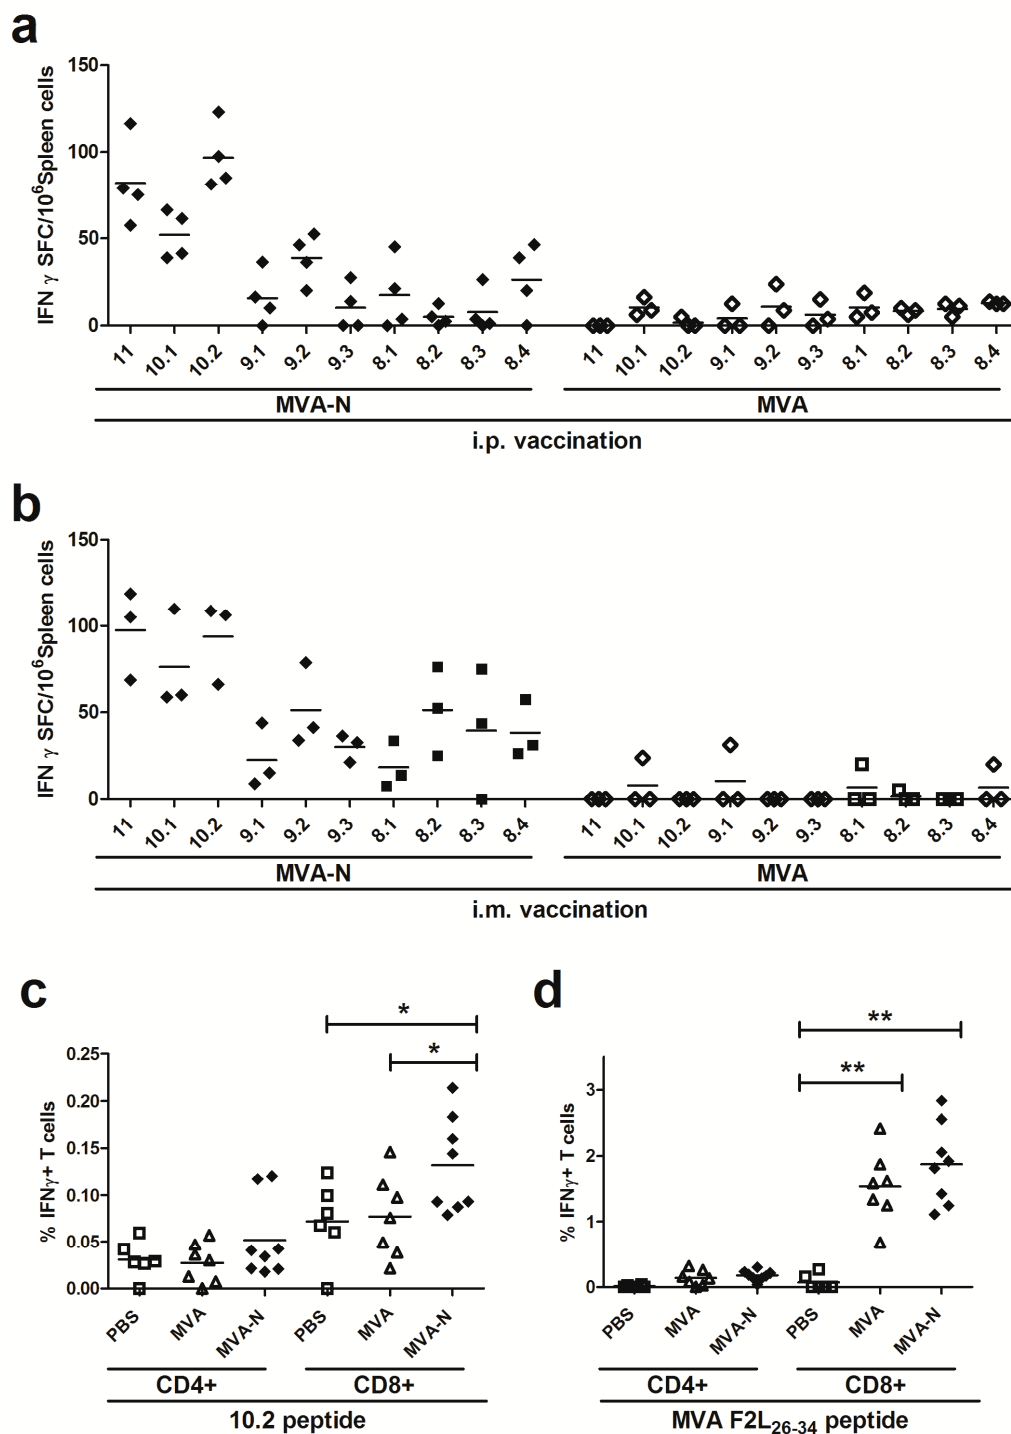 a
IFN γ SFC/10⁶Spleen cells
150
100
50
0
11 10.1 10.2 9.1 9.2 9.3 8.1 8.2 8.3 8.4 11 10.1 10.2 9.1 9.2 9.3 8.1 8.2 8.3 8.4
MVA-N MVA
i.p. vaccination
b
IFN γ SFC/10⁶Spleen cells
150
100
50
0
11 10.1 10.2 9.1 9.2 9.3 8.1 8.2 8.3 8.4 11 10.1 10.2 9.1 9.2 9.3 8.1 8.2 8.3 8.4
MVA-N MVA
i.m. vaccination
c
% IFNγ+ T cells
0.25
0.20
0.15
0.10
0.05
0.00
*
*
PBS MVA MVA-N PBS MVA MVA-N
CD4+ CD8+
10.2 peptide
d
% IFNγ+ T cells
3
2
1
0
**
**
PBS MVA MVA-N PBS MVA MVA-N
CD4+ CD8+
MVA F2L₂₆₋₃₄ peptide